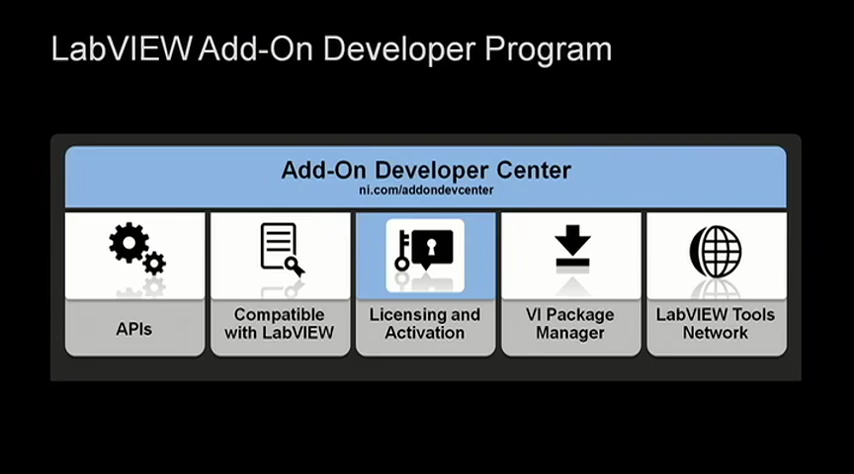 LabVIEW Add-On Developer Program
Add-On Developer Center
ni.com/addondevcenter
APIs
Compatible
with LabVIEW
Licensing and
Activation
VI Package
Manager
LabVIEW Tools
Network